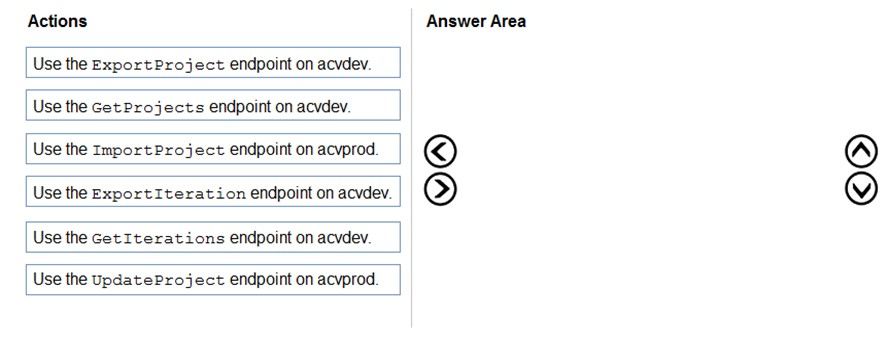 Actions
Answer Area
Use the ExportProject endpoint on acvdev.
Use the GetProjects endpoint on acvdev.
Use the ImportProject endpoint on acvprod.
Use the ExportIteration endpoint on acvdev.
Use the GetIterations endpoint on acvdev.
Use the UpdateProject endpoint on acvprod.